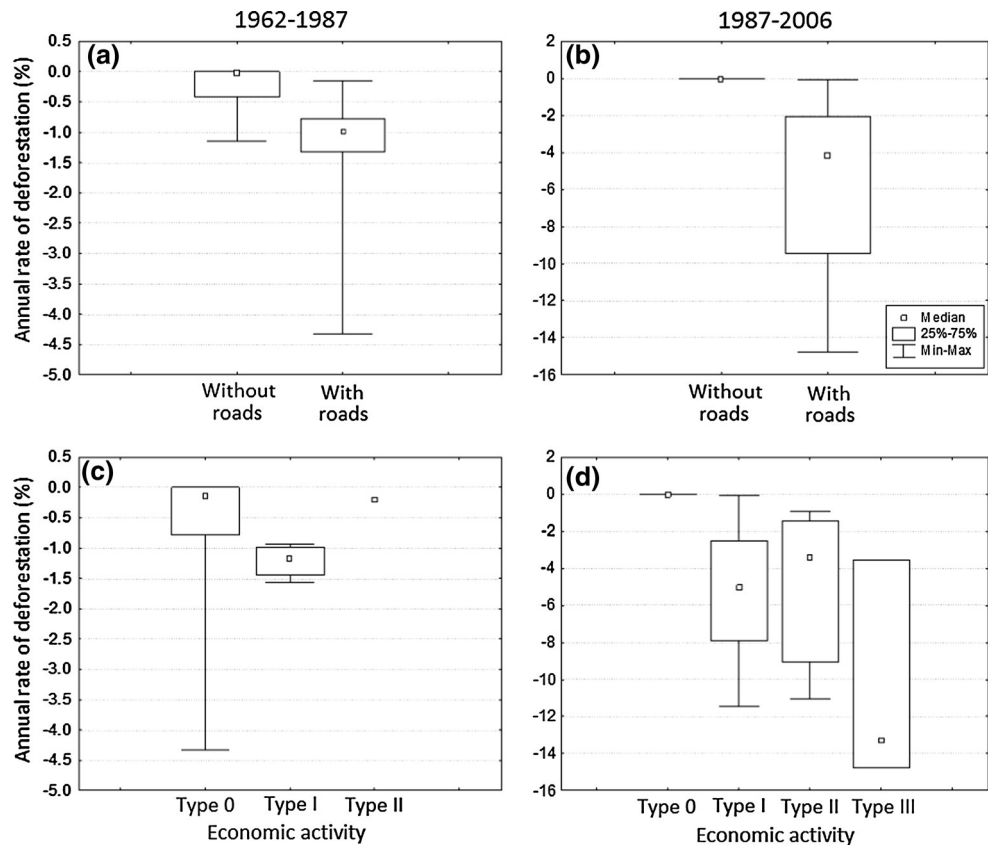 1962-1987
1987-2006
(a)
Annual rate of deforestation (%)
0.5
0.0
-0.5
-1.0
-1.5
-2.0
-2.5
-3.0
-3.5
-4.0
-4.5
-5.0
Without roads
With roads
(b)
2
0
-2
-4
-6
-8
-10
-12
-14
-16
Median
25%-75%
Min-Max
Without roads
With roads
(c)
Annual rate of deforestation (%)
0.5
0.0
-0.5
-1.0
-1.5
-2.0
-2.5
-3.0
-3.5
-4.0
-4.5
-5.0
Type 0 Type I Type II
Economic activity
(d)
2
0
-2
-4
-6
-8
-10
-12
-14
-16
Type 0 Type I Type II Type III
Economic activity